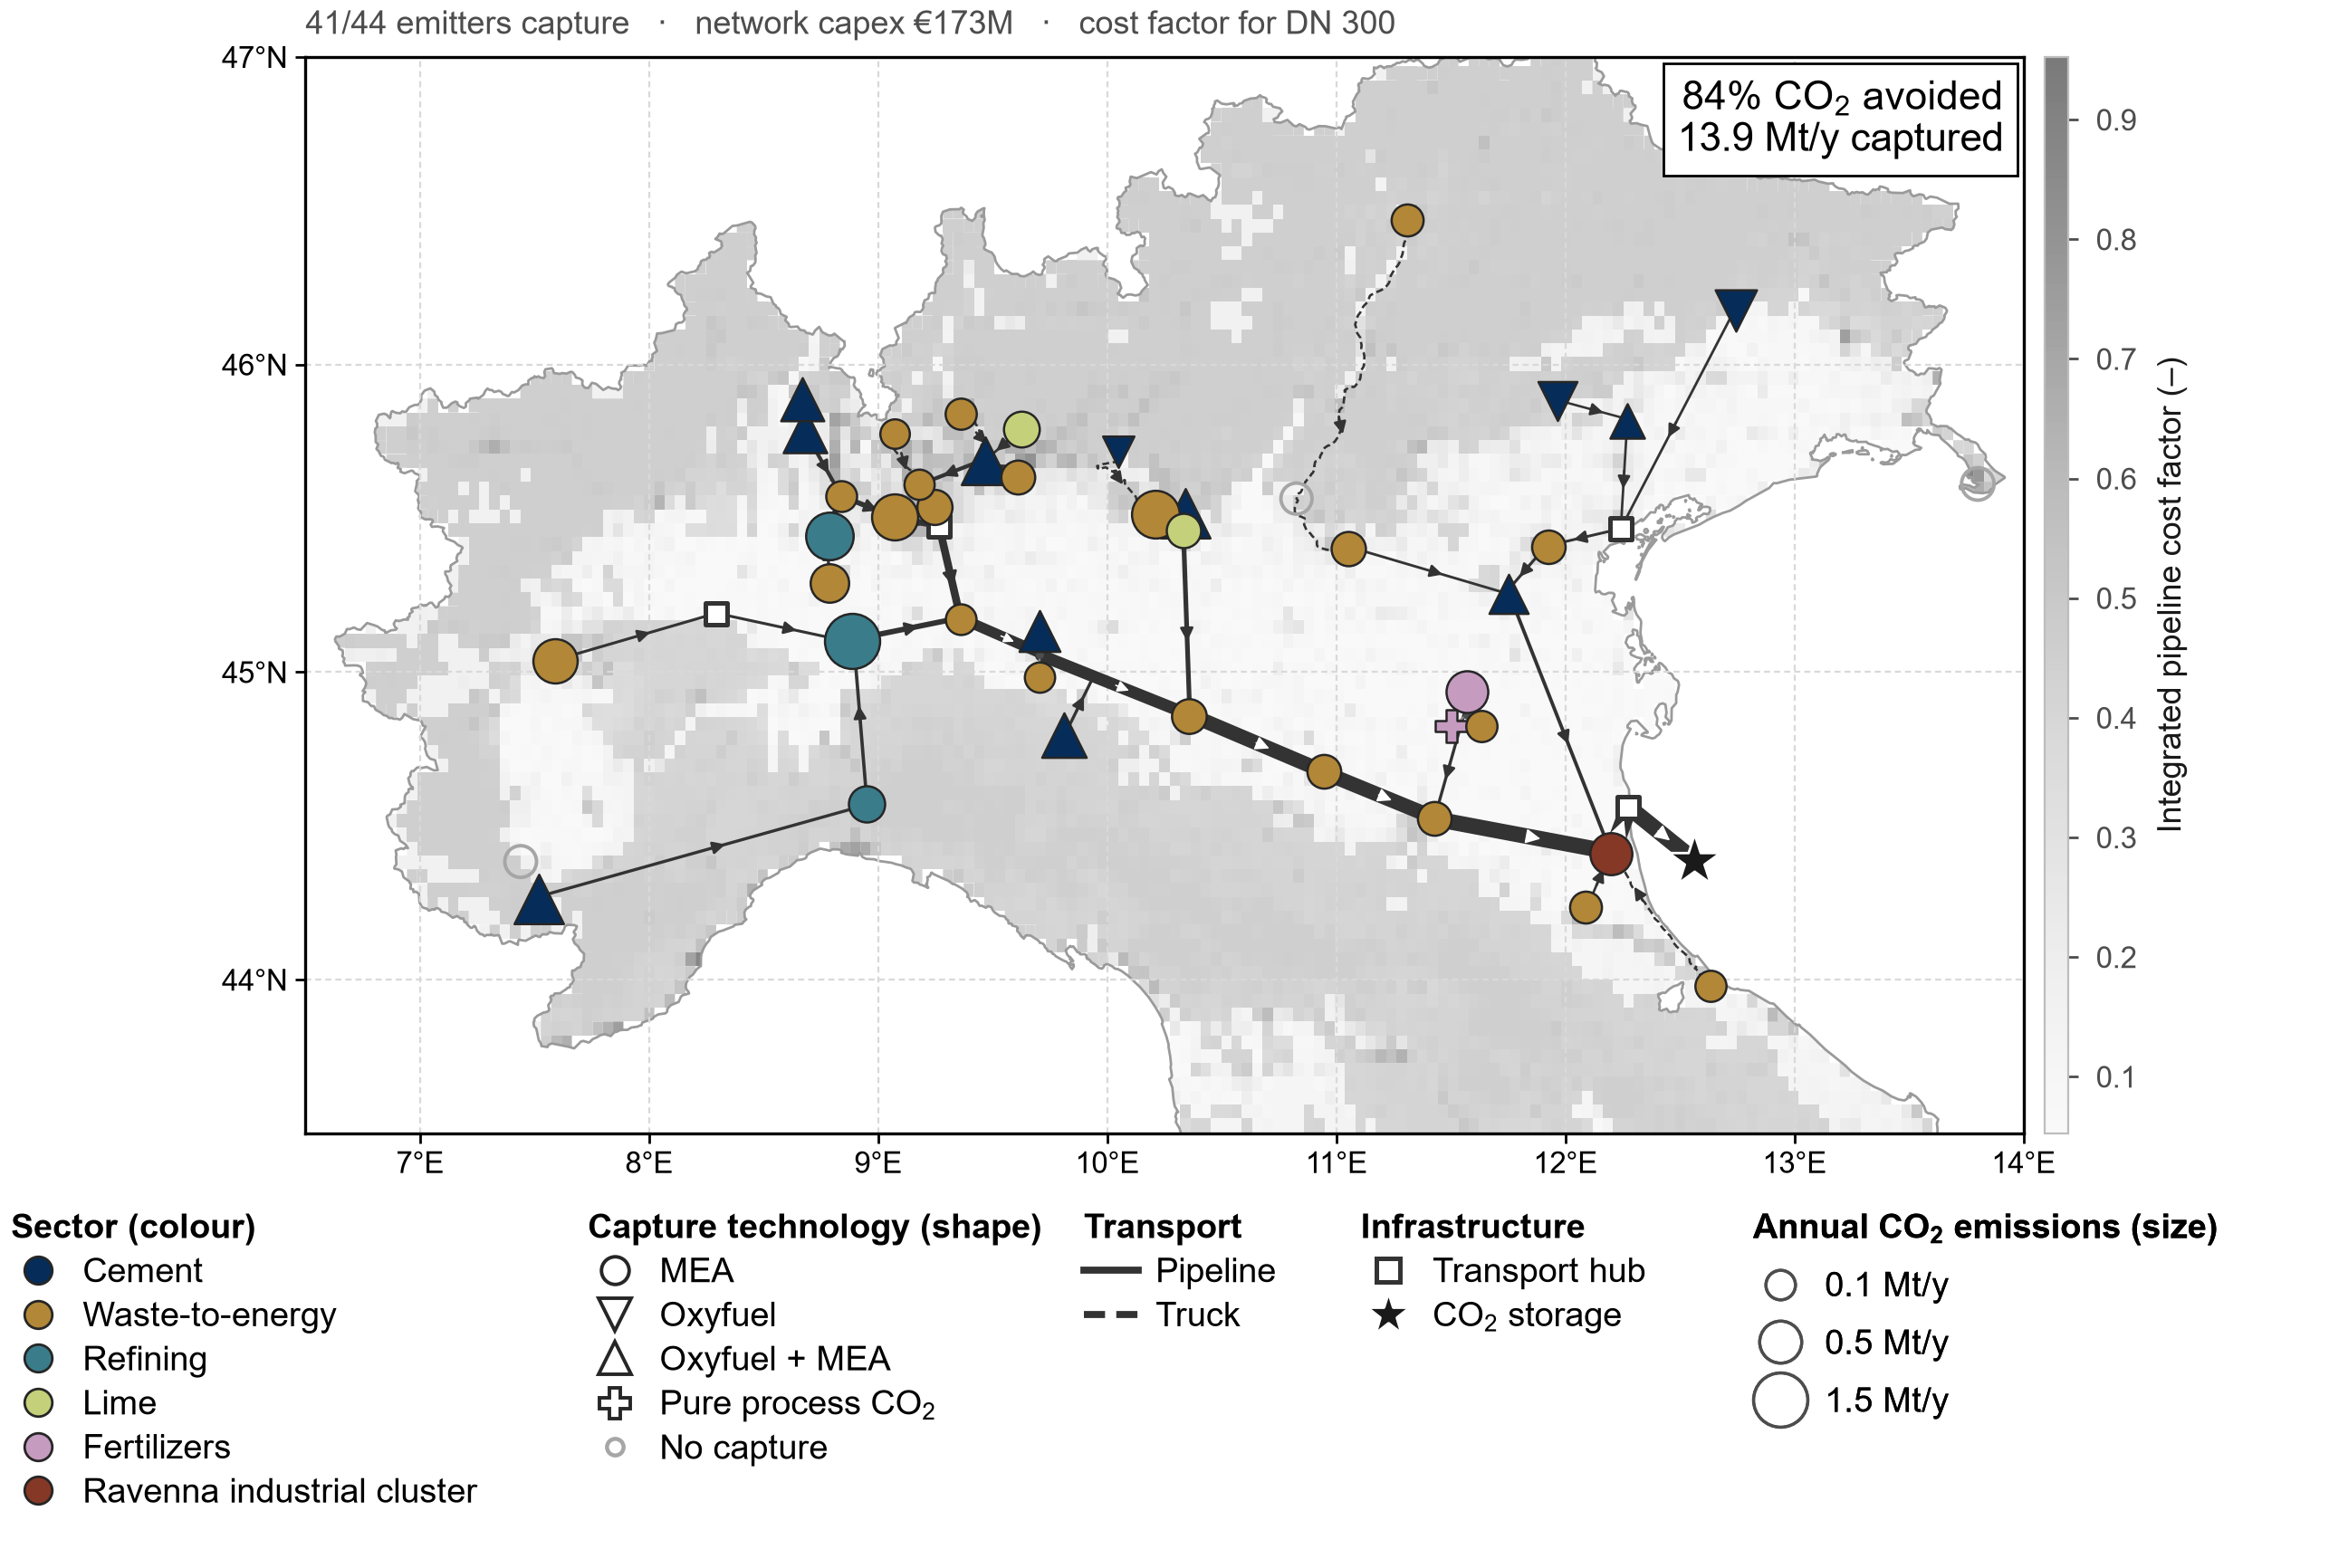 41/44 emitters capture · network capex €173M · cost factor for DN 300
84% CO₂ avoided
13.9 Mt/y captured
47°N
46°N
45°N
44°N
7°E
8°E
9°E
10°E
11°E
12°E
13°E
14°E
0.9
0.8
0.7
0.6
0.5
0.4
0.3
0.2
0.1
Integrated pipeline cost factor (–)
Sector (colour)
Cement
Waste-to-energy
Refining
Lime
Fertilizers
Ravenna industrial cluster
Capture technology (shape)
MEA
Oxyfuel
Oxyfuel + MEA
Pure process CO₂
No capture
Transport
Pipeline
Truck
Infrastructure
Transport hub
CO₂ storage
Annual CO₂ emissions (size)
0.1 Mt/y
0.5 Mt/y
1.5 Mt/y